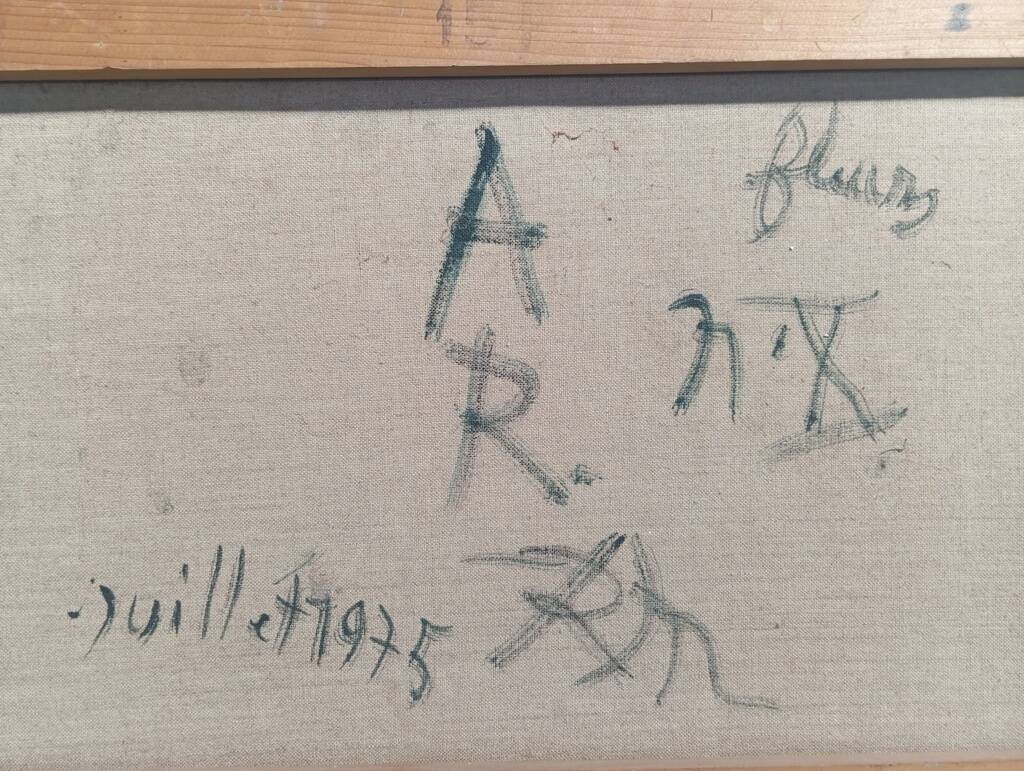 A fleurs
R. n. X
juillet 1975